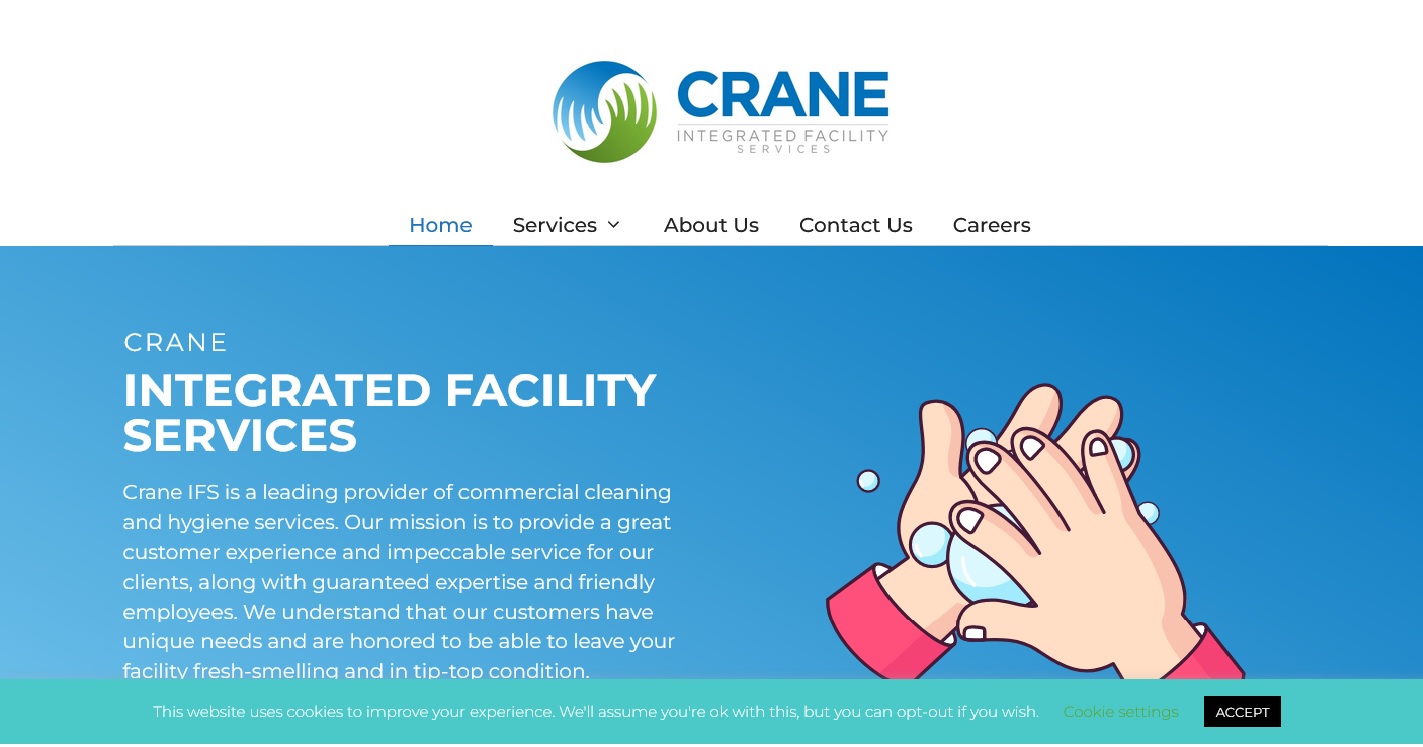 CRANE
INTEGRATED FACILITY
SERVICES
Home Services About Us Contact Us Careers
CRANE
INTEGRATED FACILITY
SERVICES
Crane IFS is a leading provider of commercial cleaning
and hygiene services. Our mission is to provide a great
customer experience and impeccable service for our
clients, along with guaranteed expertise and friendly
employees. We understand that our customers have
unique needs and are honored to be able to leave your
facility fresh-smelling and in tip-top condition.
This website uses cookies to improve your experience. We'll assume you're ok with this, but you can opt-out if you wish. Cookie settings ACCEPT